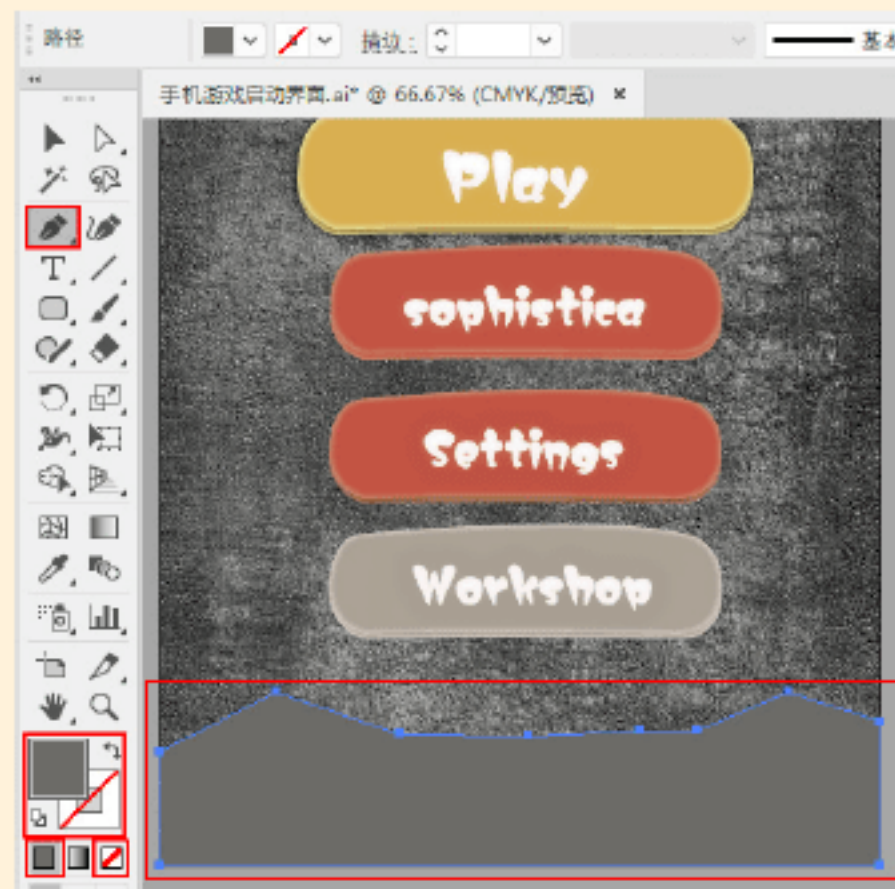 路径
描边：
基本
手机游戏启动界面.ai* @ 66.67% (CMYK/预览) ×
Play
sophistica
Settings
Workshop